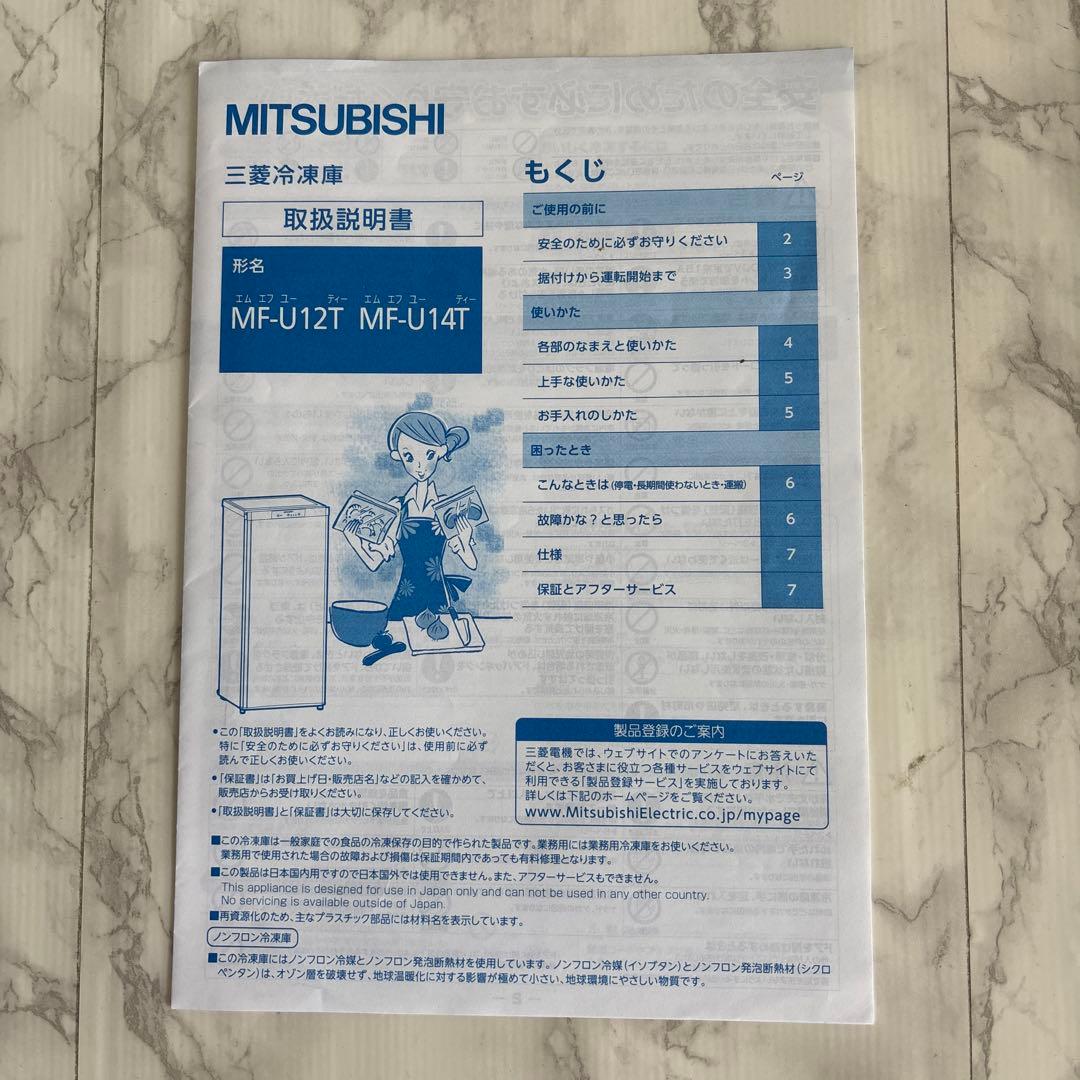 MITSUBISHI
三菱冷凍庫
取扱説明書
形名
エム エフ ユー ティー エム エフ ユー ティー
MF-U12T MF-U14T
もくじ
ページ
ご使用の前に
安全のために必ずお守りください 2
据付けから運転開始まで 3
使いかた
各部のなまえと使いかた 4
上手な使いかた 5
お手入れのしかた 5
困ったとき
こんなときは(停電・長期間使わないとき・運搬) 6
故障かな?と思ったら 6
仕様 7
保証とアフターサービス 7
•この「取扱説明書」をよくお読みになり、正しくお使いください。
特に「安全のために必ずお守りください」は、使用前に必ず
読んで正しくお使いください。
•「保証書」は「お買上げ日・販売店名」などの記入を確かめて、
販売店からお受け取りください。
•「取扱説明書」と「保証書」は大切に保存してください。
製品登録のご案内
三菱電機では、ウェブサイトでのアンケートにお答えいた
だくと、お客さまに役立つ各種サービスをウェブサイトにて
利用できる「製品登録サービス」を実施しております。
詳しくは下記のホームページをご覧ください。
www.MitsubishiElectric.co.jp/mypage
■この冷凍庫は一般家庭での食品の冷凍保存の目的で作られた製品です。業務用には業務用冷凍庫をお使いください。
業務用で使用された場合の故障および損傷は保証期間内であっても有料修理となります。
■この製品は日本国内用ですので日本国外では使用できません。また、アフターサービスもできません。
This appliance is designed for use in Japan only and can not be used in any other country.
No servicing is available outside of Japan.
■再資源化のため、主なプラスチック部品には材料名を表示しています。
ノンフロン冷凍庫
■この冷凍庫にはノンフロン冷媒とノンフロン発泡断熱材を使用しています。ノンフロン冷媒(イソブタン)とノンフロン発泡断熱材(シクロ
ペンタン)は、オゾン層を破壊せず、地球温暖化に対する影響が極めて小さい、地球環境にやさしい物質です。